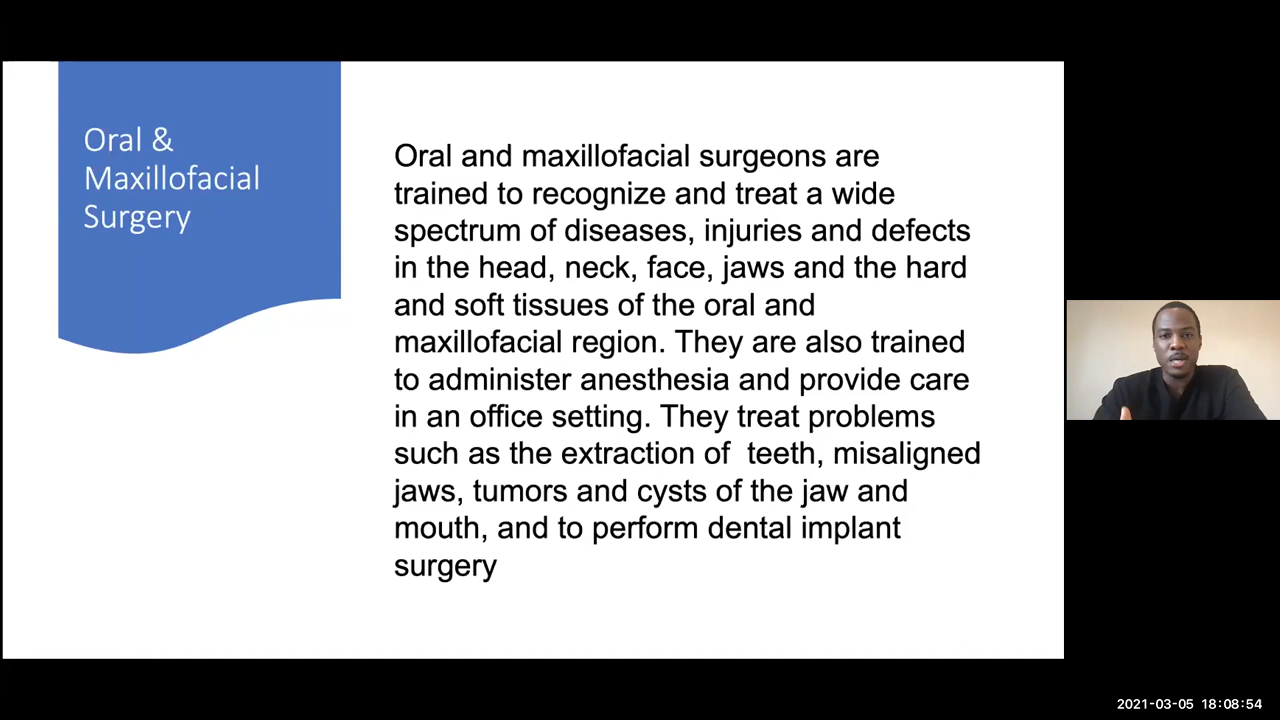 Oral &
Maxillofacial
Surgery
Oral and maxillofacial surgeons are
trained to recognize and treat a wide
spectrum of diseases, injuries and defects
in the head, neck, face, jaws and the hard
and soft tissues of the oral and
maxillofacial region. They are also trained
to administer anesthesia and provide care
in an office setting. They treat problems
such as the extraction of  teeth, misaligned
jaws, tumors and cysts of the jaw and
mouth, and to perform dental implant
surgery
2021-03-05 18:08:54